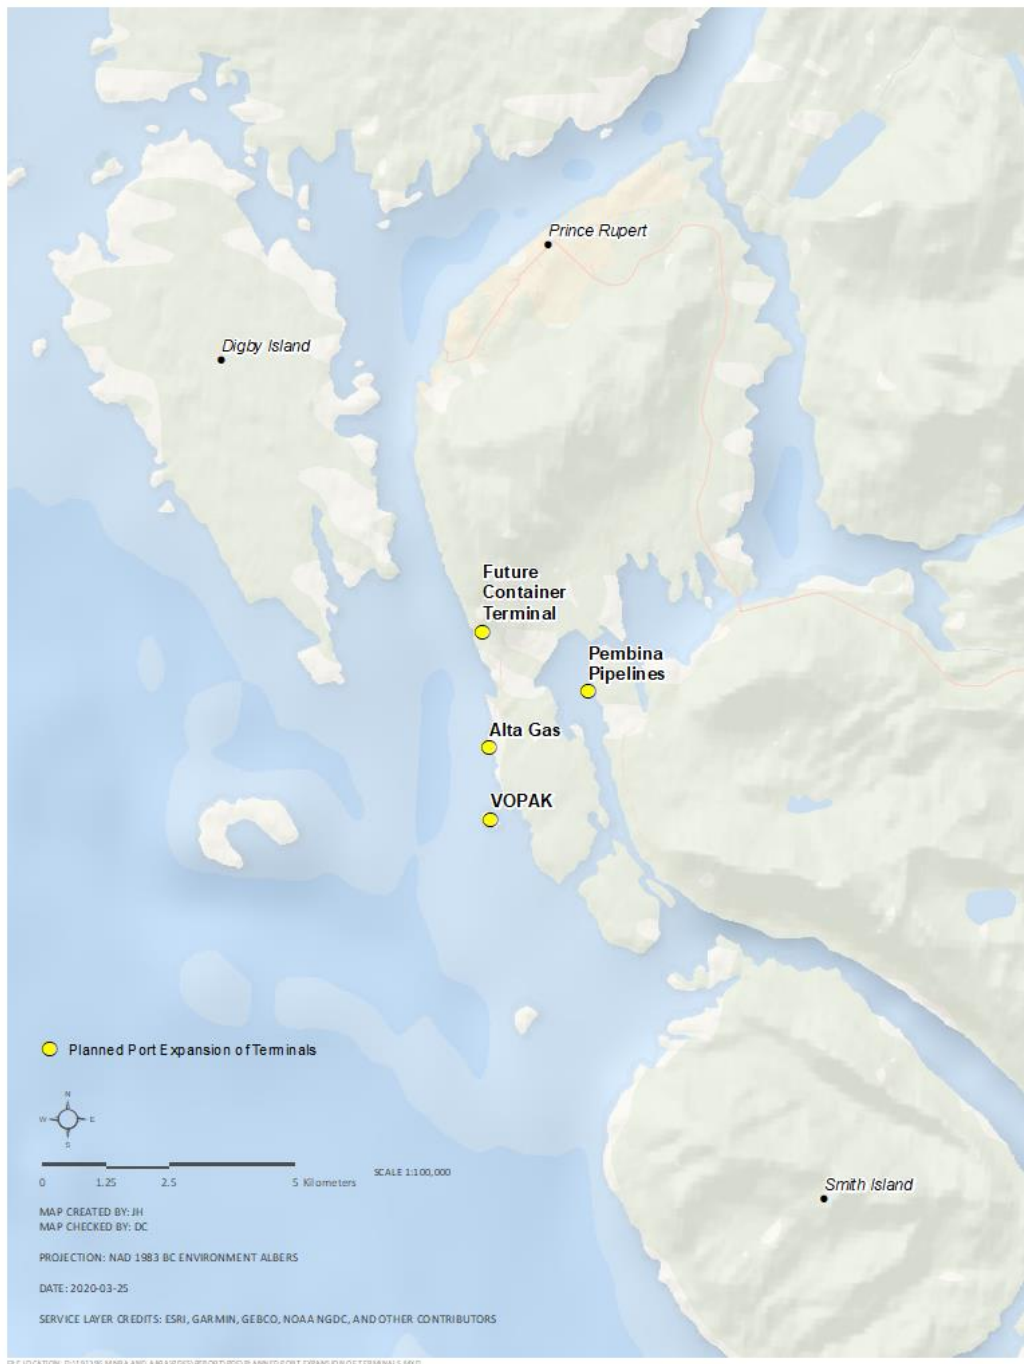 Prince Rupert
Digby Island
Future
Container
Terminal
Pembina
Pipelines
Alta Gas
VOPAK
Planned Port Expansion of Terminals
N
W E
S
SCALE 1:100,000
0 1.25 2.5 5 Kilometers
Smith Island
MAP CREATED BY: JH
MAP CHECKED BY: DC
PROJECTION: NAD 1983 BC ENVIRONMENT ALBERS
DATE: 2020-03-25
SERVICE LAYER CREDITS: ESRI, GARMIN, GEBCO, NOAA NGDC, AND OTHER CONTRIBUTORS